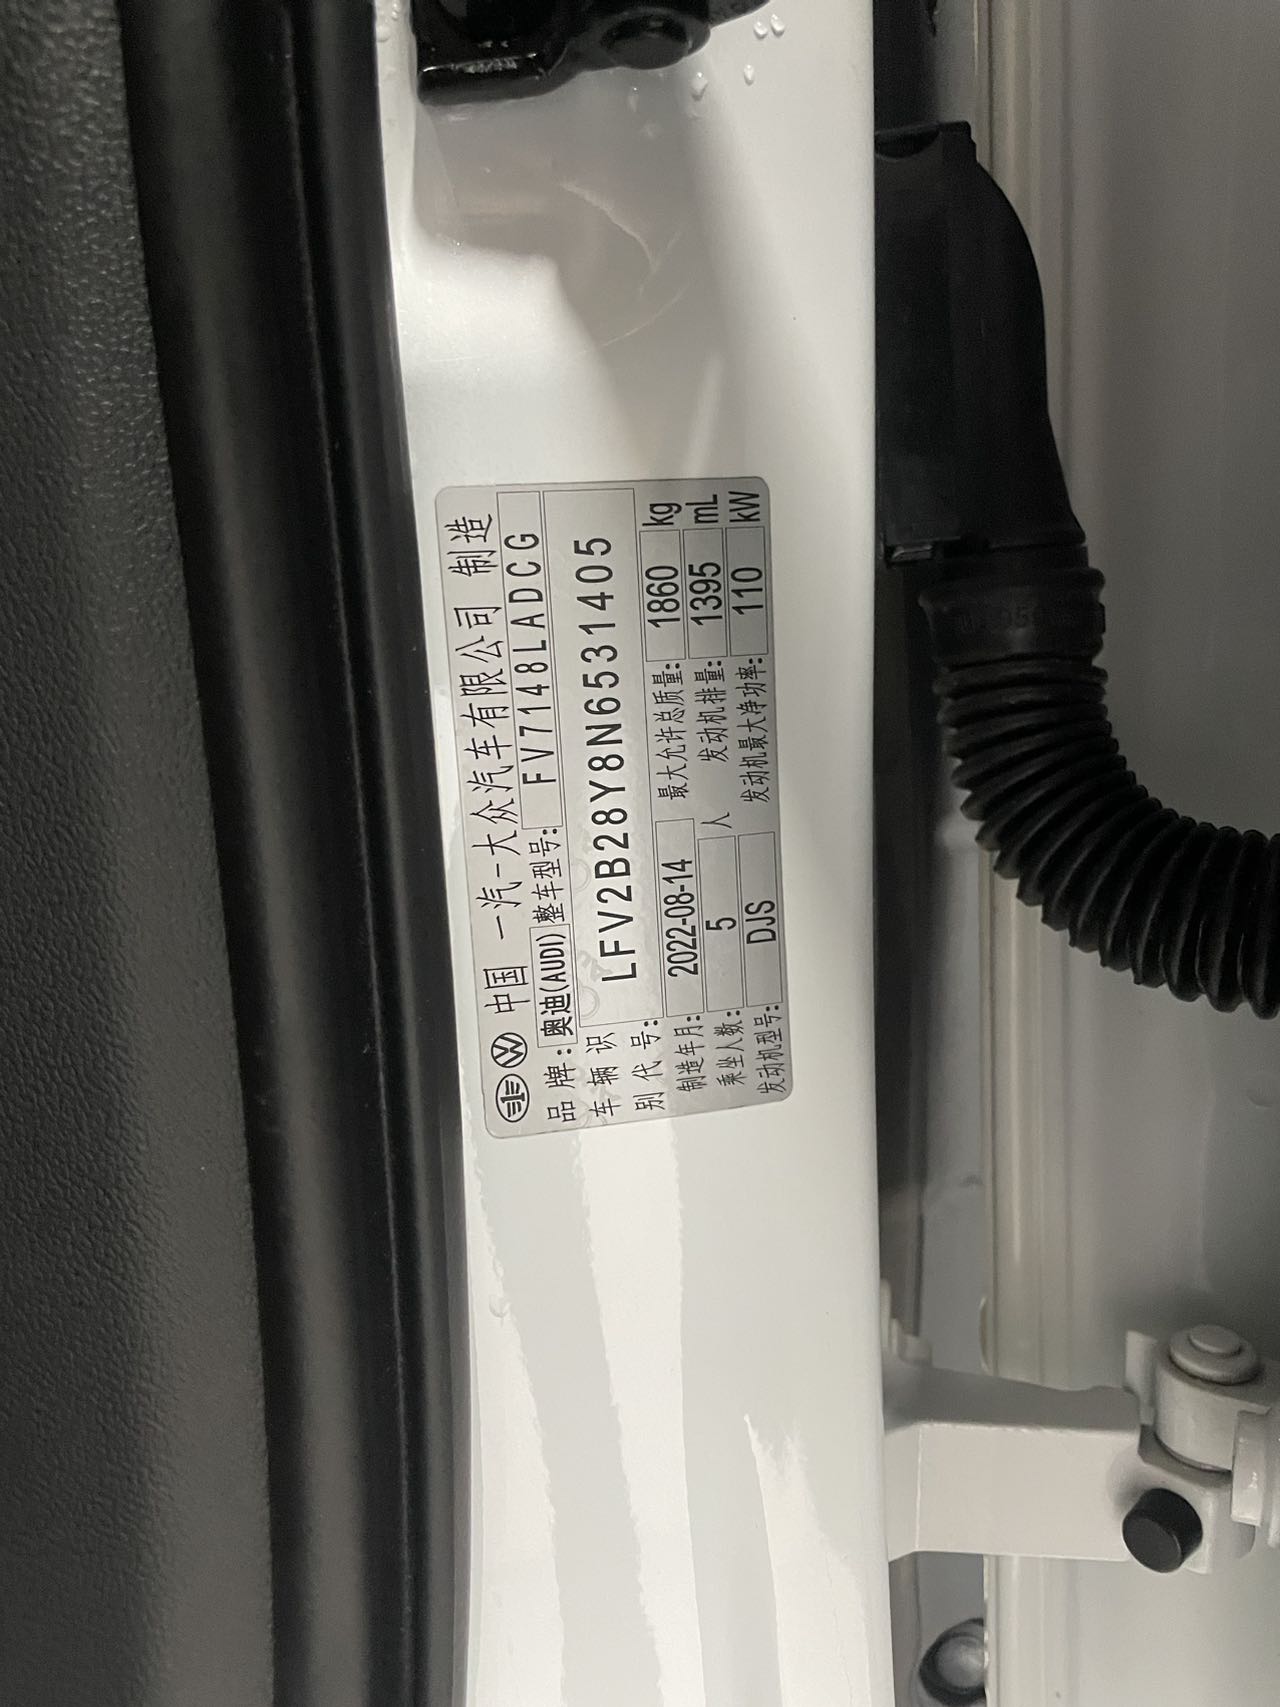 中国 一汽-大众汽车有限公司 制造
品牌: 奥迪(AUDI) 整车型号: FV7148LADCG
车辆识别代号: LFV2B28Y8N6531405
制造年月: 2022-08-14 最大允许总质量: 1860 kg
乘坐人数: 5 人 发动机排量: 1395 mL
发动机型号: DJS 发动机最大净功率: 110 kW